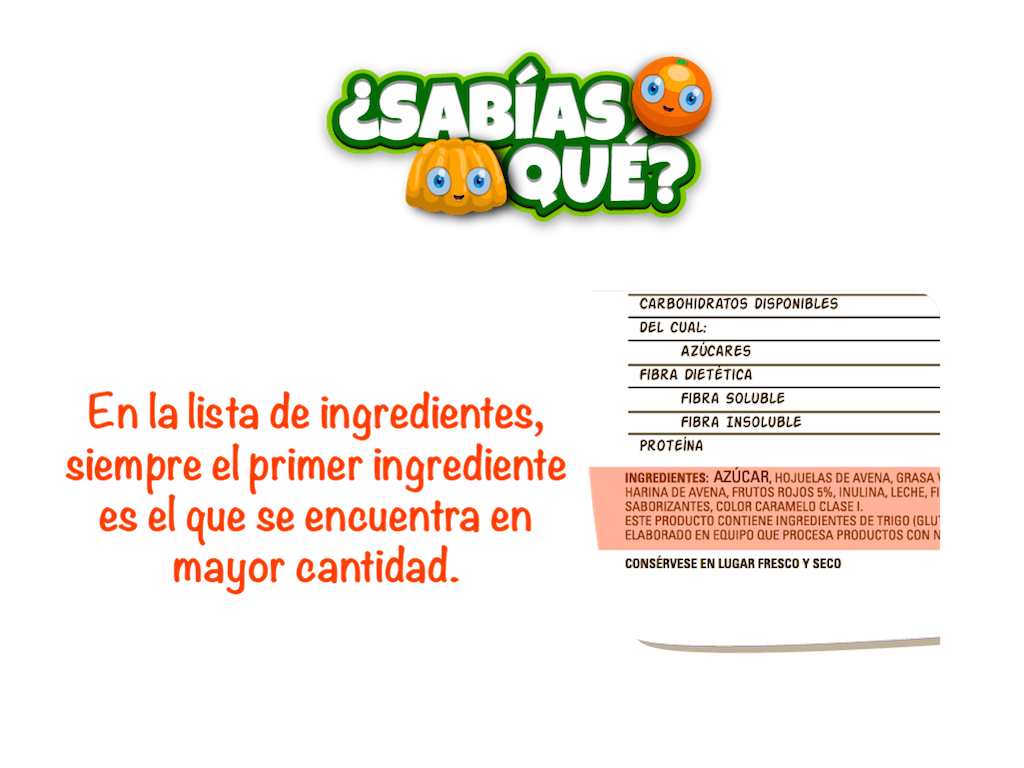 ¿SABÍAS
QUÉ?
En la lista de ingredientes,
siempre el primer ingrediente
es el que se encuentra en
mayor cantidad.
CARBOHIDRATOS DISPONIBLES
DEL CUAL:
AZÚCARES
FIBRA DIETÉTICA
FIBRA SOLUBLE
FIBRA INSOLUBLE
PROTEÍNA
INGREDIENTES: AZÚCAR, HOJUELAS DE AVENA, GRASA
HARINA DE AVENA, FRUTOS ROJOS 5%, INULINA, LECHE,
SABORIZANTES, COLOR CARAMELO CLASE I.
ESTE PRODUCTO CONTIENE INGREDIENTES DE TRIGO
ELABORADO EN EQUIPO QUE PROCESA PRODUCTOS CON
CONSÉRVESE EN LUGAR FRESCO Y SECO